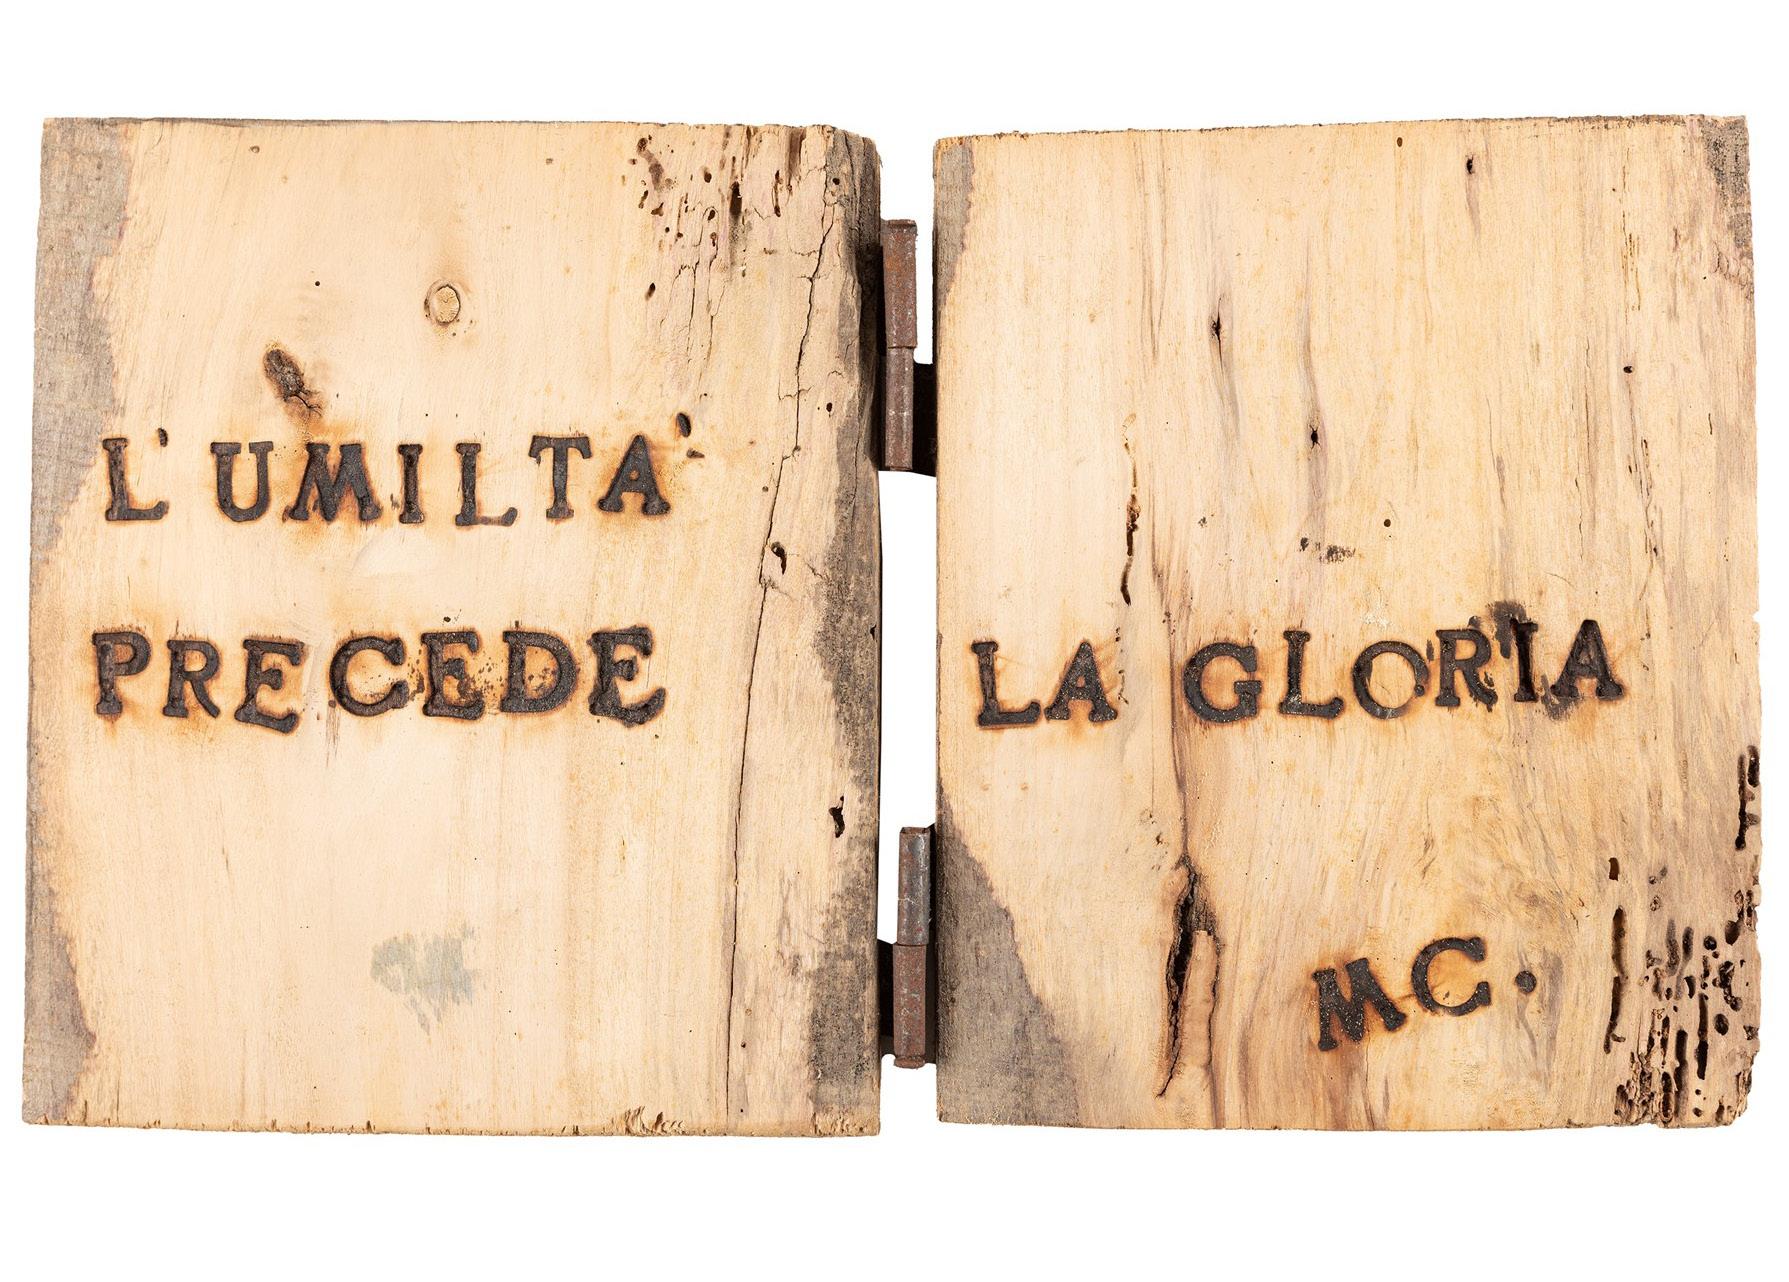 L'UMILTA'
PRECEDE
LA GLORIA
MC.